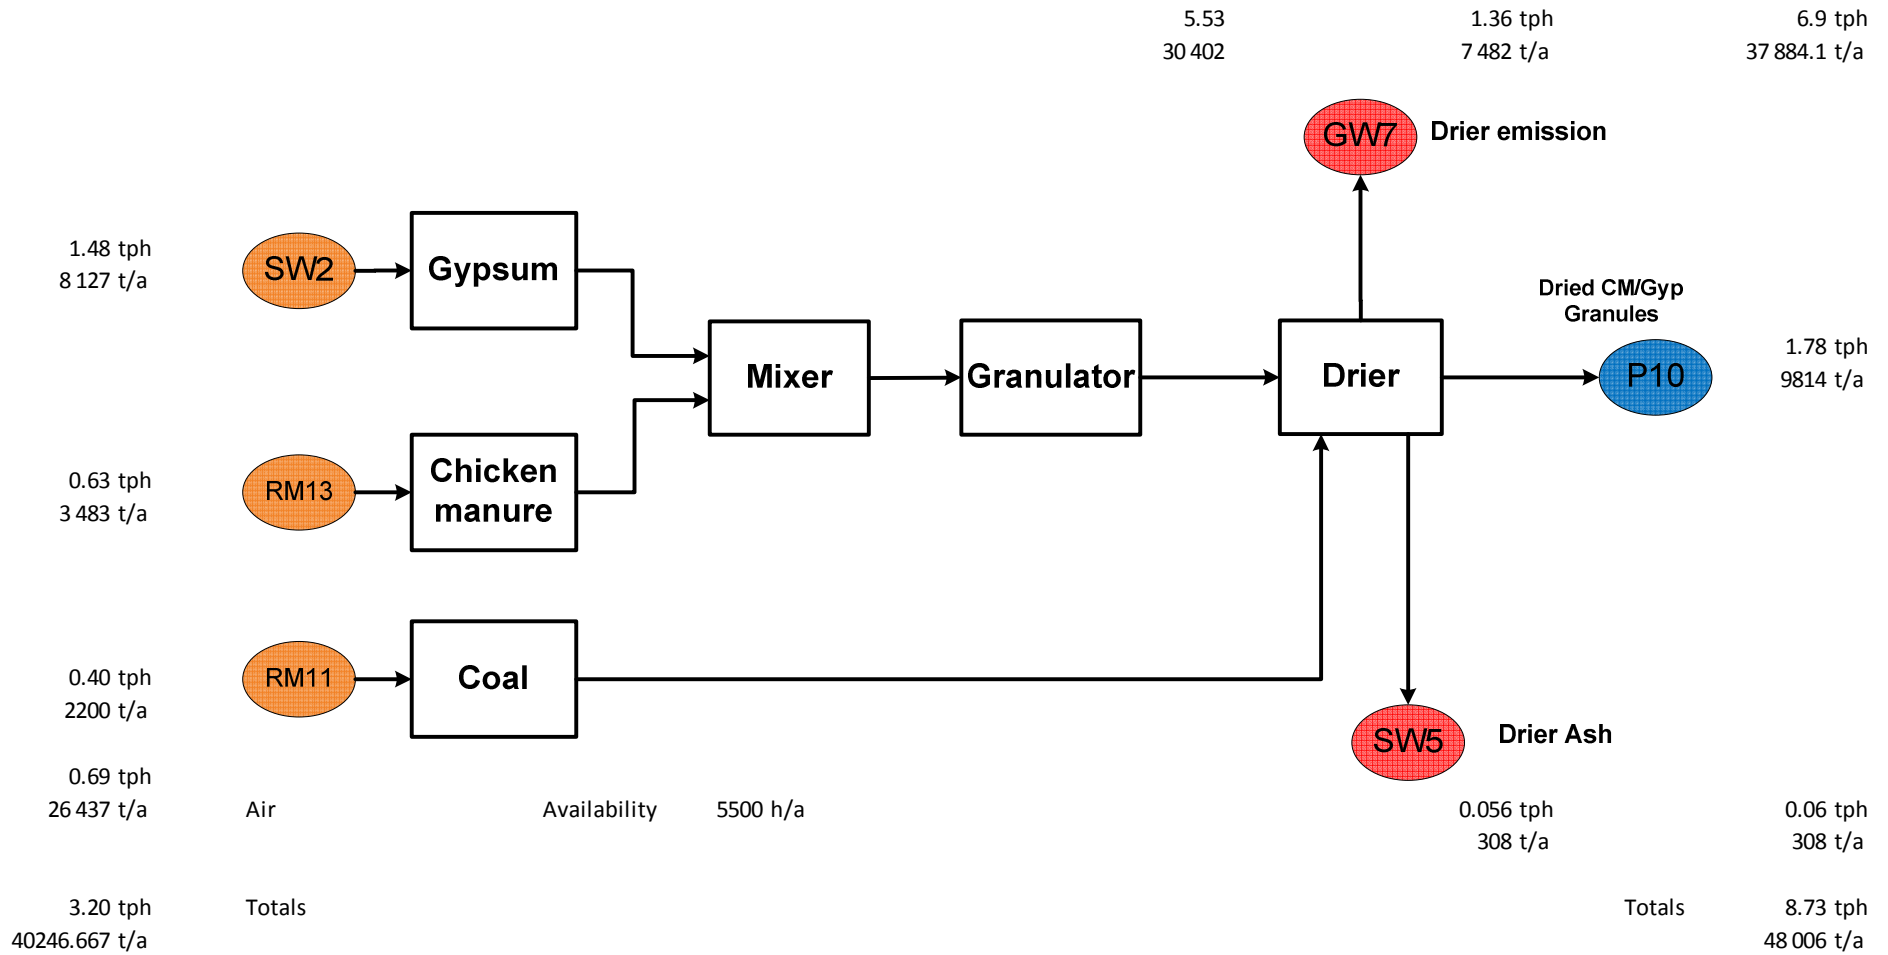 5.53 1.36 tph 6.9 tph
30 402 7 482 t/a 37 884.1 t/a
GW7 Drier emission
1.48 tph
8 127 t/a
SW2
Gypsum
Dried CM/Gyp
Granules
Mixer
Granulator
Drier
P10
1.78 tph
9814 t/a
0.63 tph
3 483 t/a
RM13
Chicken
manure
0.40 tph
2200 t/a
RM11
Coal
SW5 Drier Ash
0.69 tph
26 437 t/a Air Availability 5500 h/a 0.056 tph 0.06 tph
308 t/a 308 t/a
3.20 tph Totals Totals 8.73 tph
40246.667 t/a 48 006 t/a